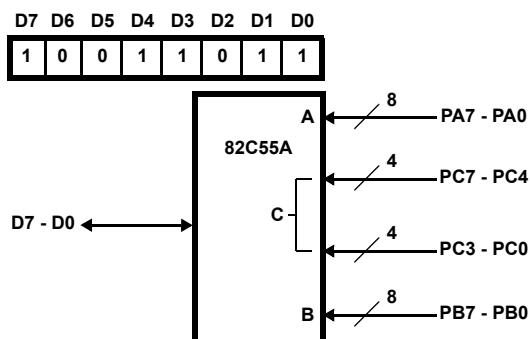 D7 D6 D5 D4 D3 D2 D1 D0
1 0 0 1 1 0 1 1
A
8
PA7 - PA0
82C55A
4
PC7 - PC4
C
D7 - D0
4
PC3 - PC0
B
8
PB7 - PB0